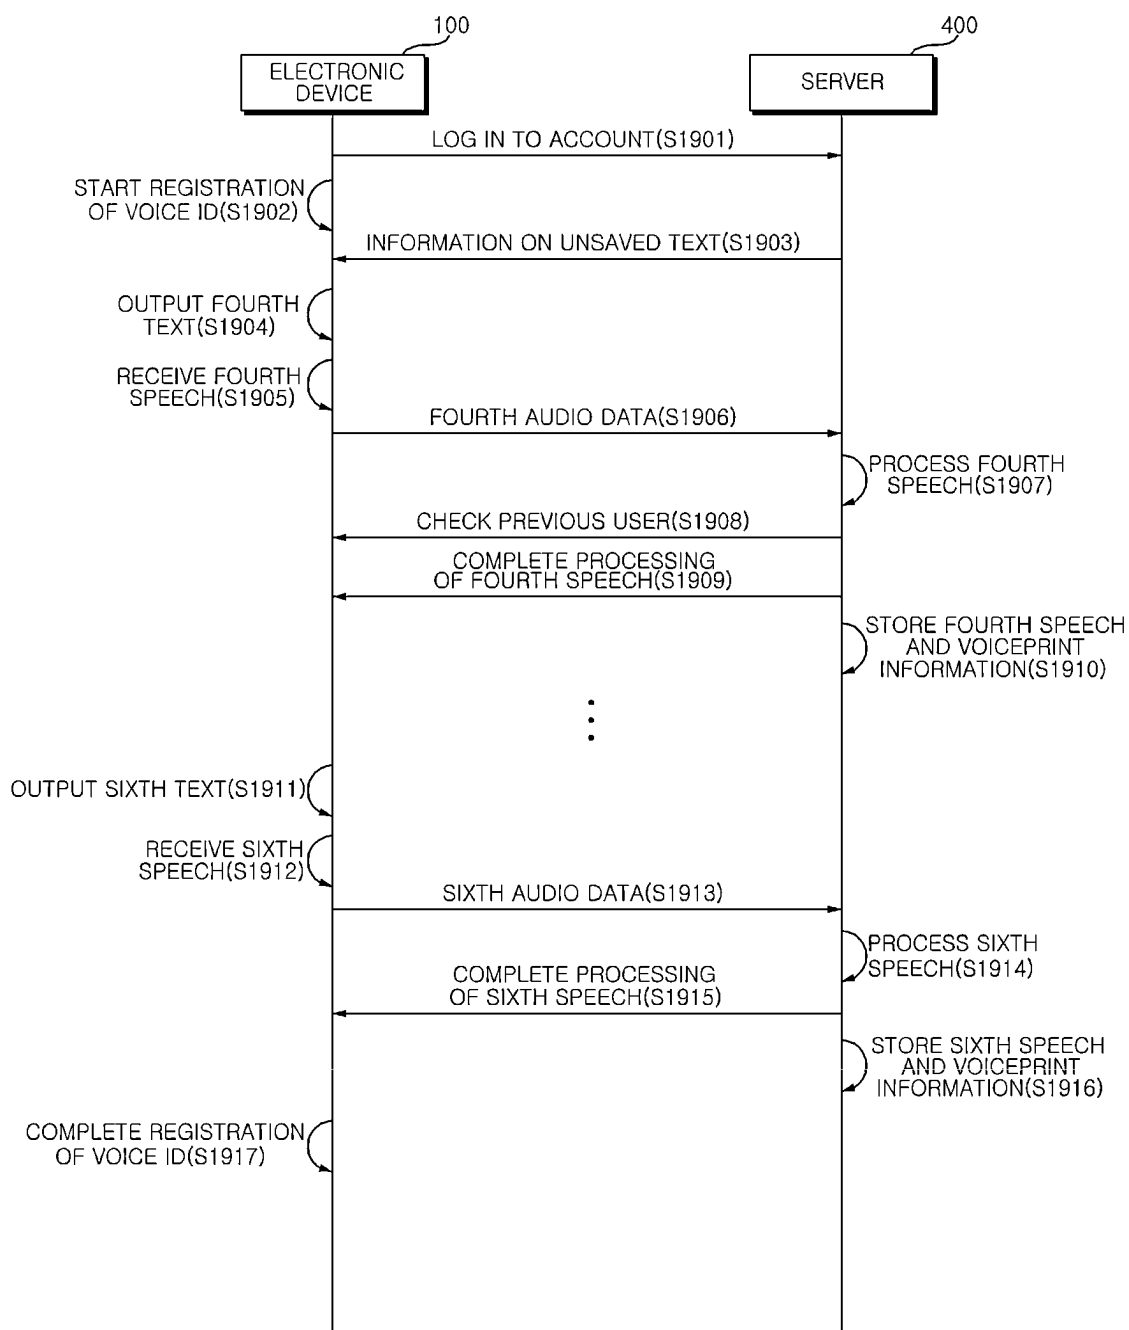 100
400
ELECTRONIC
DEVICE
SERVER
LOG IN TO ACCOUNT(S1901)
START REGISTRATION
OF VOICE ID(S1902)
INFORMATION ON UNSAVED TEXT(S1903)
OUTPUT FOURTH
TEXT(S1904)
RECEIVE FOURTH
SPEECH(S1905)
FOURTH AUDIO DATA(S1906)
PROCESS FOURTH
SPEECH(S1907)
CHECK PREVIOUS USER(S1908)
COMPLETE PROCESSING
OF FOURTH SPEECH(S1909)
STORE FOURTH SPEECH
AND VOICEPRINT
INFORMATION(S1910)
OUTPUT SIXTH TEXT(S1911)
RECEIVE SIXTH
SPEECH(S1912)
SIXTH AUDIO DATA(S1913)
PROCESS SIXTH
SPEECH(S1914)
COMPLETE PROCESSING
OF SIXTH SPEECH(S1915)
STORE SIXTH SPEECH
AND VOICEPRINT
INFORMATION(S1916)
COMPLETE REGISTRATION
OF VOICE ID(S1917)